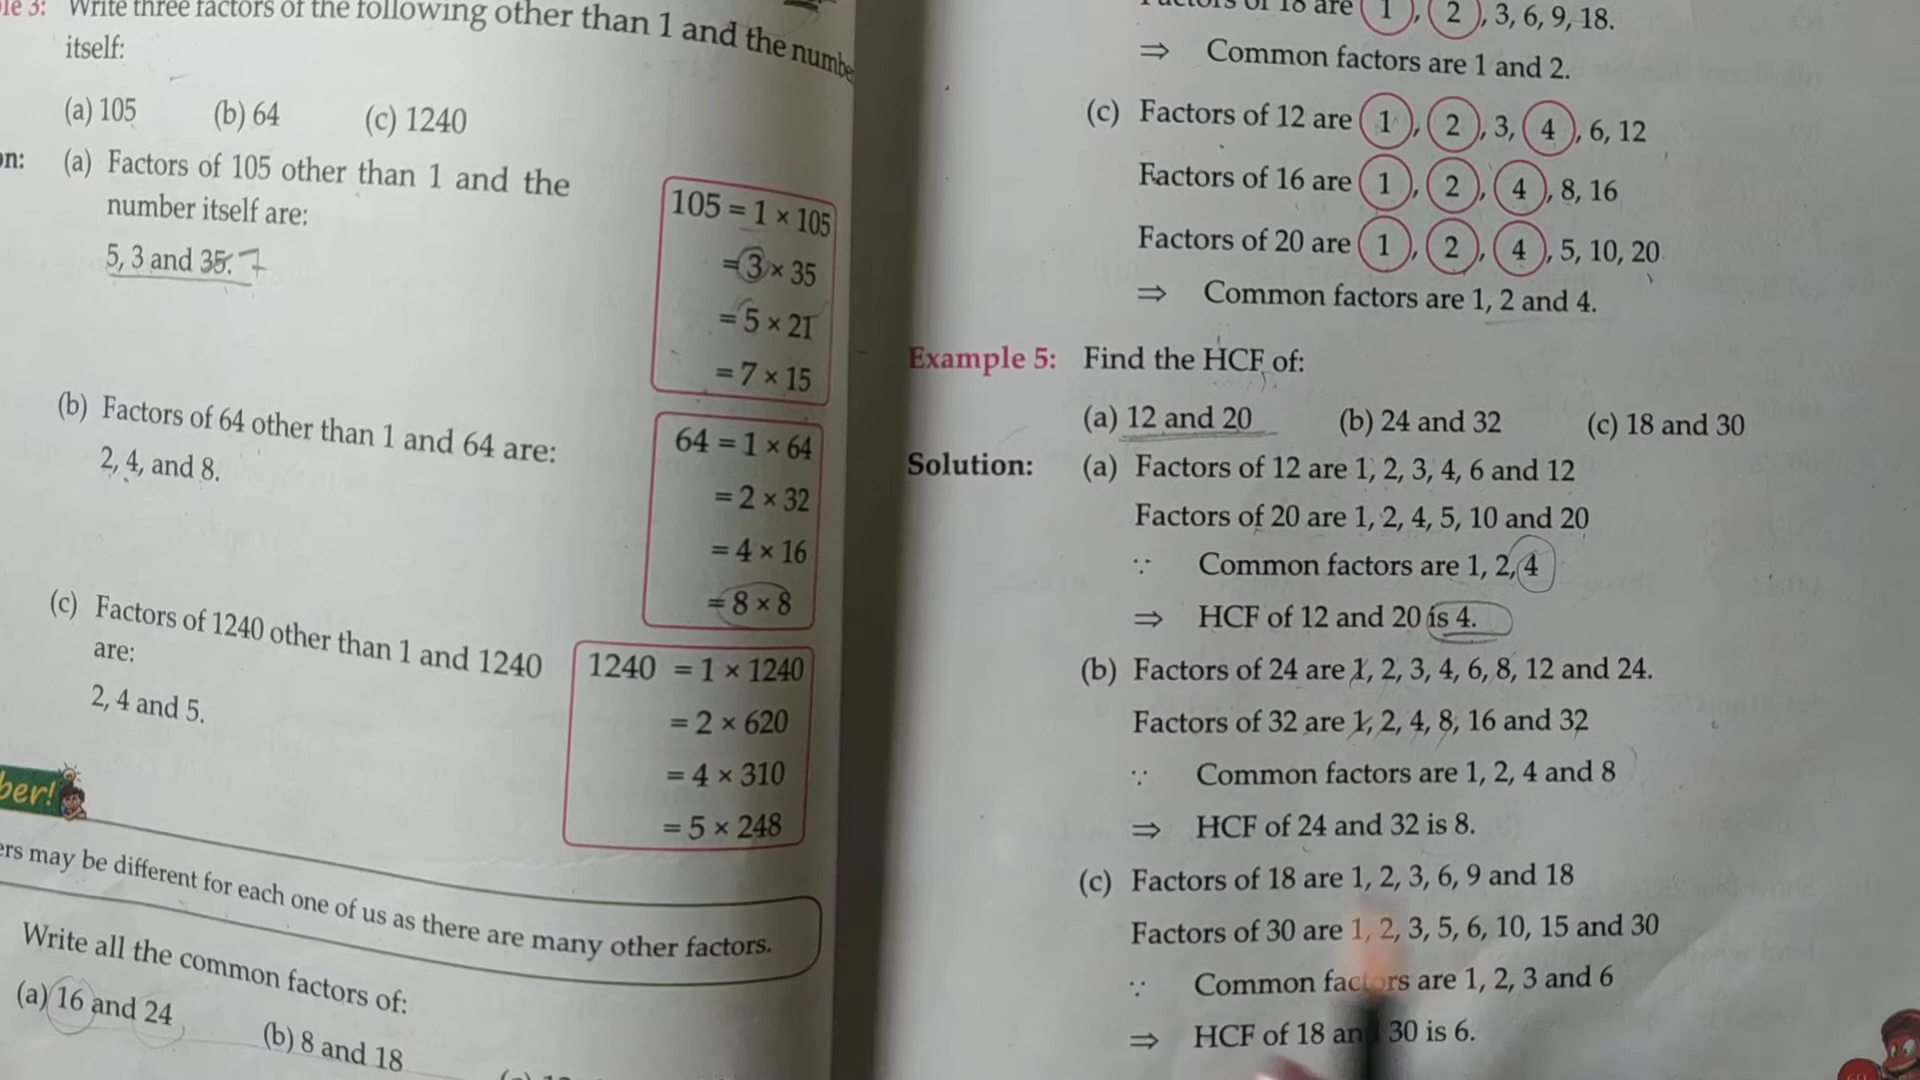 le 3: Write three factors of the following other than 1 and the number
itself:
(a) 105 (b) 64 (c) 1240
on: (a) Factors of 105 other than 1 and the
number itself are:
5, 3 and 35. 7
105 = 1 × 105
= 3 × 35
= 5 × 21
= 7 × 15
(b) Factors of 64 other than 1 and 64 are:
2, 4, and 8.
64 = 1 × 64
= 2 × 32
= 4 × 16
= 8 × 8
(c) Factors of 1240 other than 1 and 1240
are:
2, 4 and 5.
1240 = 1 × 1240
= 2 × 620
= 4 × 310
= 5 × 248
ber!
ers may be different for each one of us as there are many other factors.
Write all the common factors of:
(a) 16 and 24
(b) 8 and 18
Factors of 18 are 1, 2, 3, 6, 9, 18.
⇒ Common factors are 1 and 2.
(c) Factors of 12 are 1, 2, 3, 4, 6, 12
Factors of 16 are 1, 2, 4, 8, 16
Factors of 20 are 1, 2, 4, 5, 10, 20
⇒ Common factors are 1, 2 and 4.
Example 5: Find the HCF of:
(a) 12 and 20 (b) 24 and 32 (c) 18 and 30
Solution: (a) Factors of 12 are 1, 2, 3, 4, 6 and 12
Factors of 20 are 1, 2, 4, 5, 10 and 20
∵ Common factors are 1, 2, 4
⇒ HCF of 12 and 20 is 4.
(b) Factors of 24 are 1, 2, 3, 4, 6, 8, 12 and 24.
Factors of 32 are 1, 2, 4, 8, 16 and 32
∵ Common factors are 1, 2, 4 and 8
⇒ HCF of 24 and 32 is 8.
(c) Factors of 18 are 1, 2, 3, 6, 9 and 18
Factors of 30 are 1, 2, 3, 5, 6, 10, 15 and 30
∵ Common factors are 1, 2, 3 and 6
⇒ HCF of 18 and 30 is 6.